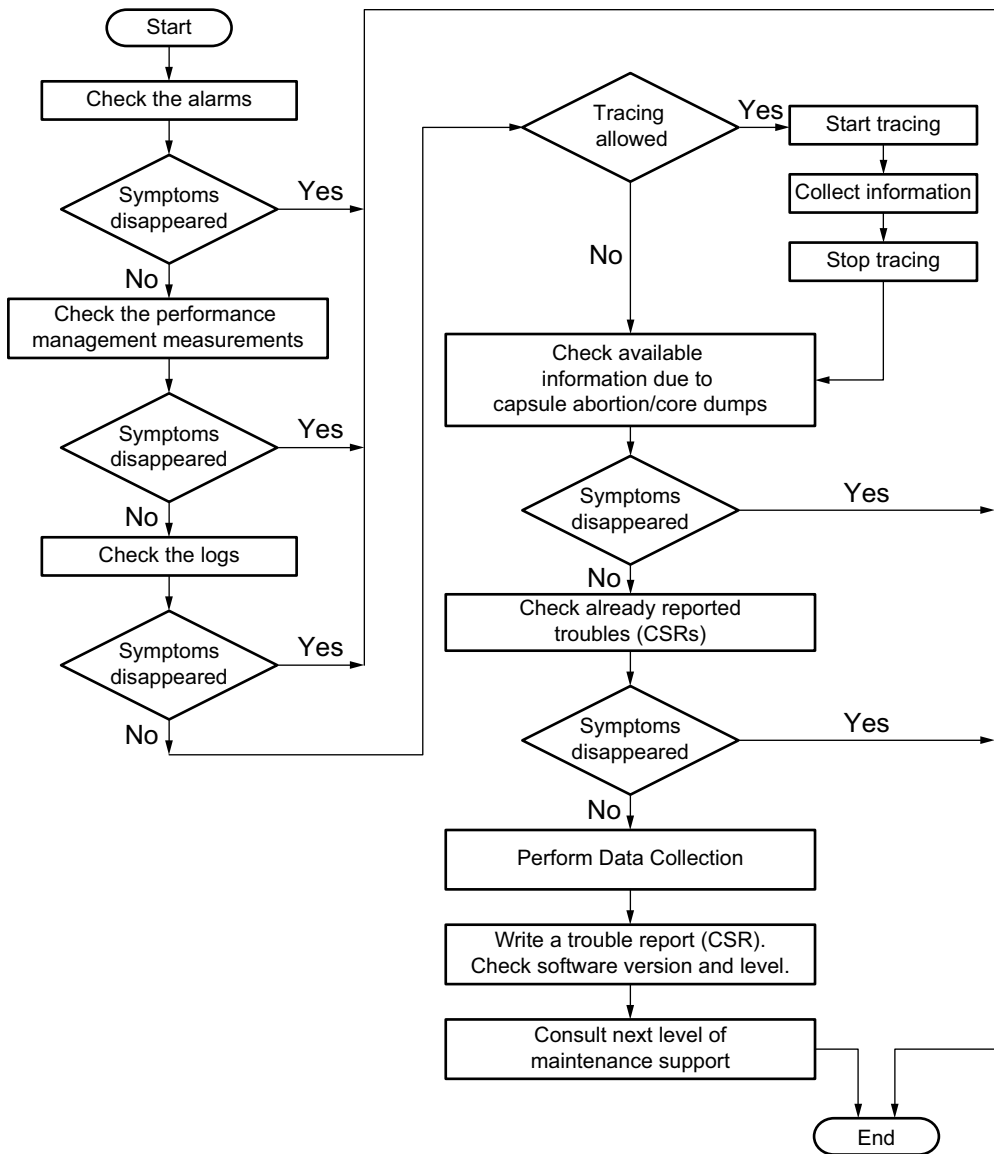 Start
Check the alarms
Symptoms
disappeared
Yes
No
Check the performance
management measurements
Symptoms
disappeared
Yes
No
Check the logs
Symptoms
disappeared
Yes
No
Tracing
allowed
Yes
Start tracing
Collect information
Stop tracing
No
Check available
information due to
capsule abortion/core dumps
Symptoms
disappeared
Yes
No
Check already reported
troubles (CSRs)
Symptoms
disappeared
Yes
No
Perform Data Collection
Write a trouble report (CSR).
Check software version and level.
Consult next level of
maintenance support
End